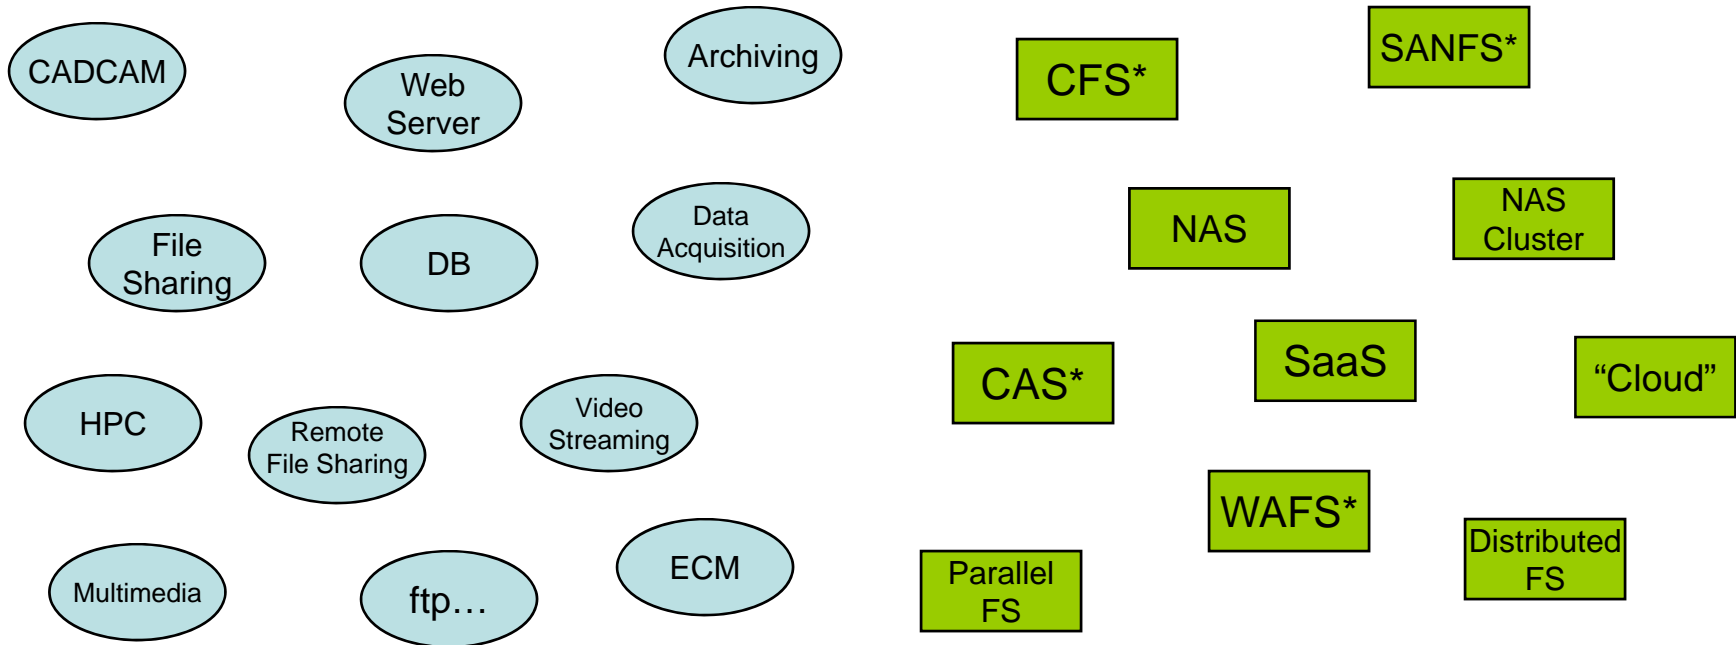 CADCAM
Web
Server
Archiving
File
Sharing
DB
Data
Acquisition
HPC
Remote
File Sharing
Video
Streaming
Multimedia
ftp…
ECM
CFS*
SANFS*
NAS
NAS
Cluster
CAS*
SaaS
“Cloud”
WAFS*
Parallel
FS
Distributed
FS